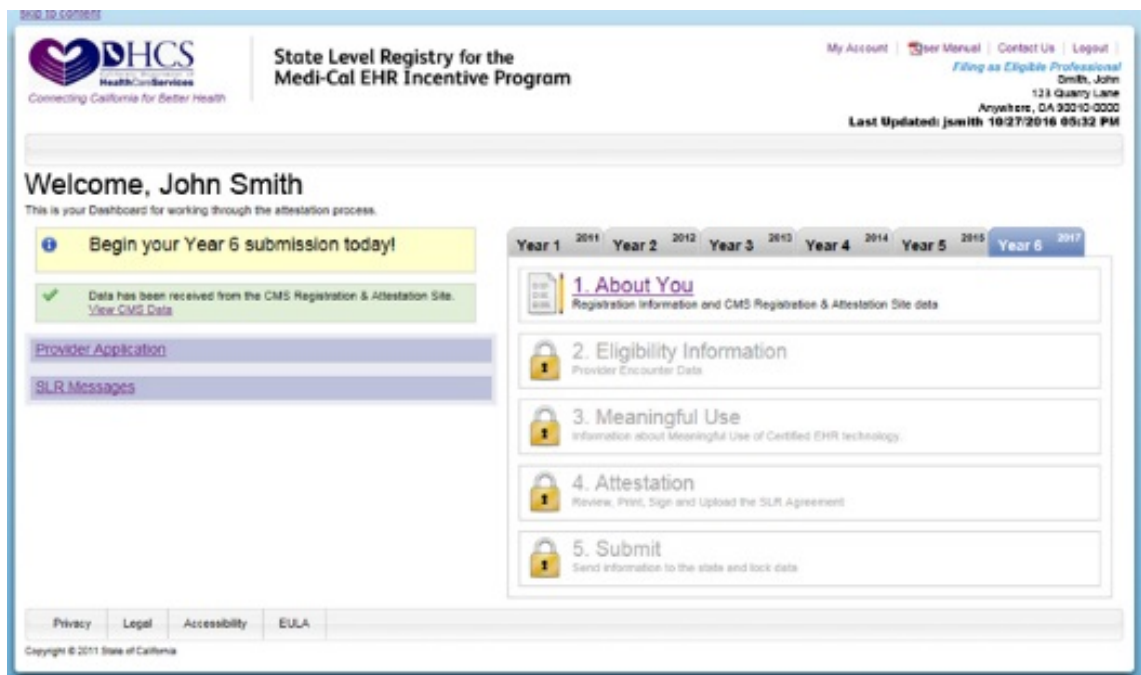 Skip to content
DHCS
HealthCareServices
Connecting California for Better Health
State Level Registry for the
Medi-Cal EHR Incentive Program
My Account | User Manual | Contact Us | Logout |
Filing as Eligible Professional
Smith, John
123 Quarry Lane
Anywhere, CA 90010-0000
Last Updated: jsmith 10/27/2016 05:32 PM
Welcome, John Smith
This is your Dashboard for working through the attestation process.
Begin your Year 6 submission today!
Data has been received from the CMS Registration & Attestation Site.
View CMS Data
Provider Application
SLR Messages
Year 1 2011 Year 2 2012 Year 3 2013 Year 4 2014 Year 5 2015 Year 6 2017
1. About You
Registration Information and CMS Registration & Attestation Site data
2. Eligibility Information
Provider Encounter Data
3. Meaningful Use
Information about Meaningful Use of Certified EHR technology.
4. Attestation
Review, Print, Sign and Upload the SLR Agreement
5. Submit
Send information to the state and lock data
Privacy Legal Accessibility EULA
Copyright © 2011 State of California